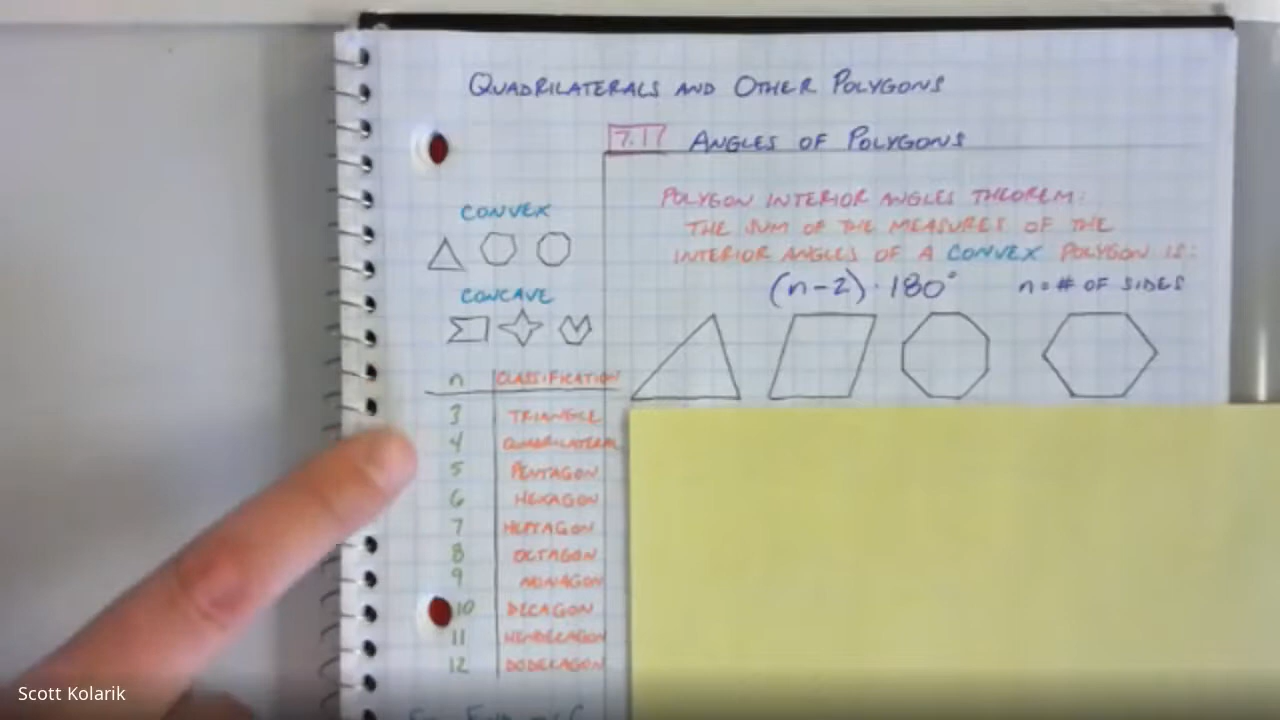 QUADRILATERALS AND OTHER POLYGONS
7.1 ANGLES OF POLYGONS
CONVEX
CONCAVE
n CLASSIFICATION
3 TRIANGLE
4 QUADRILATERAL
5 PENTAGON
6 HEXAGON
7 HEPTAGON
8 OCTAGON
9 NONAGON
10 DECAGON
11 HENDECAGON
12 DODECAGON
POLYGON INTERIOR ANGLES THEOREM:
THE SUM OF THE MEASURES OF THE
INTERIOR ANGLES OF A CONVEX POLYGON IS:
(n-2)·180° n=# OF SIDES
Scott Kolarik